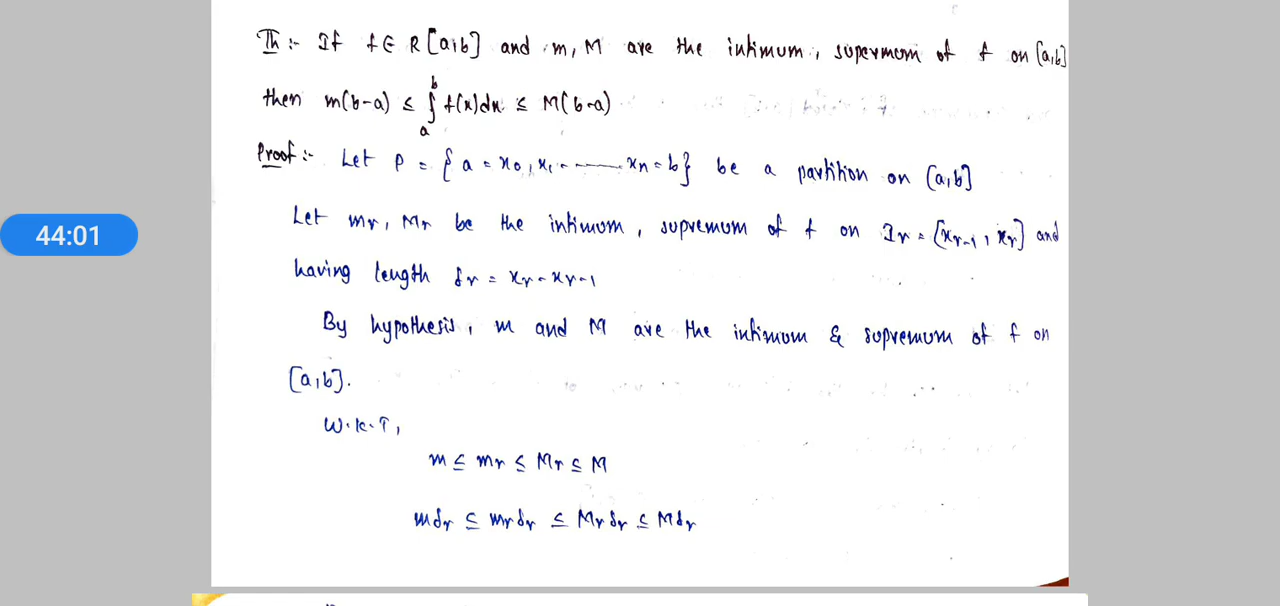 Th :- If f ∈ R[a,b] and m, M are the infimum, supremum of f on [a,b]
then m(b-a) ≤ ∫ₐᵇ f(x)dx ≤ M(b-a)
Proof :- Let P = {a = x₀, x₁, ------- xₙ = b} be a partition on [a,b]
Let mᵣ, Mᵣ be the infimum, supremum of f on Iᵣ = [xᵣ₋₁, xᵣ] and
having length δᵣ = xᵣ - xᵣ₋₁
By hypothesis, m and M are the infimum & supremum of f on
[a,b].
W.K.T,
m ≤ mᵣ ≤ Mᵣ ≤ M
mδᵣ ≤ mᵣδᵣ ≤ Mᵣδᵣ ≤ Mδᵣ
44:01